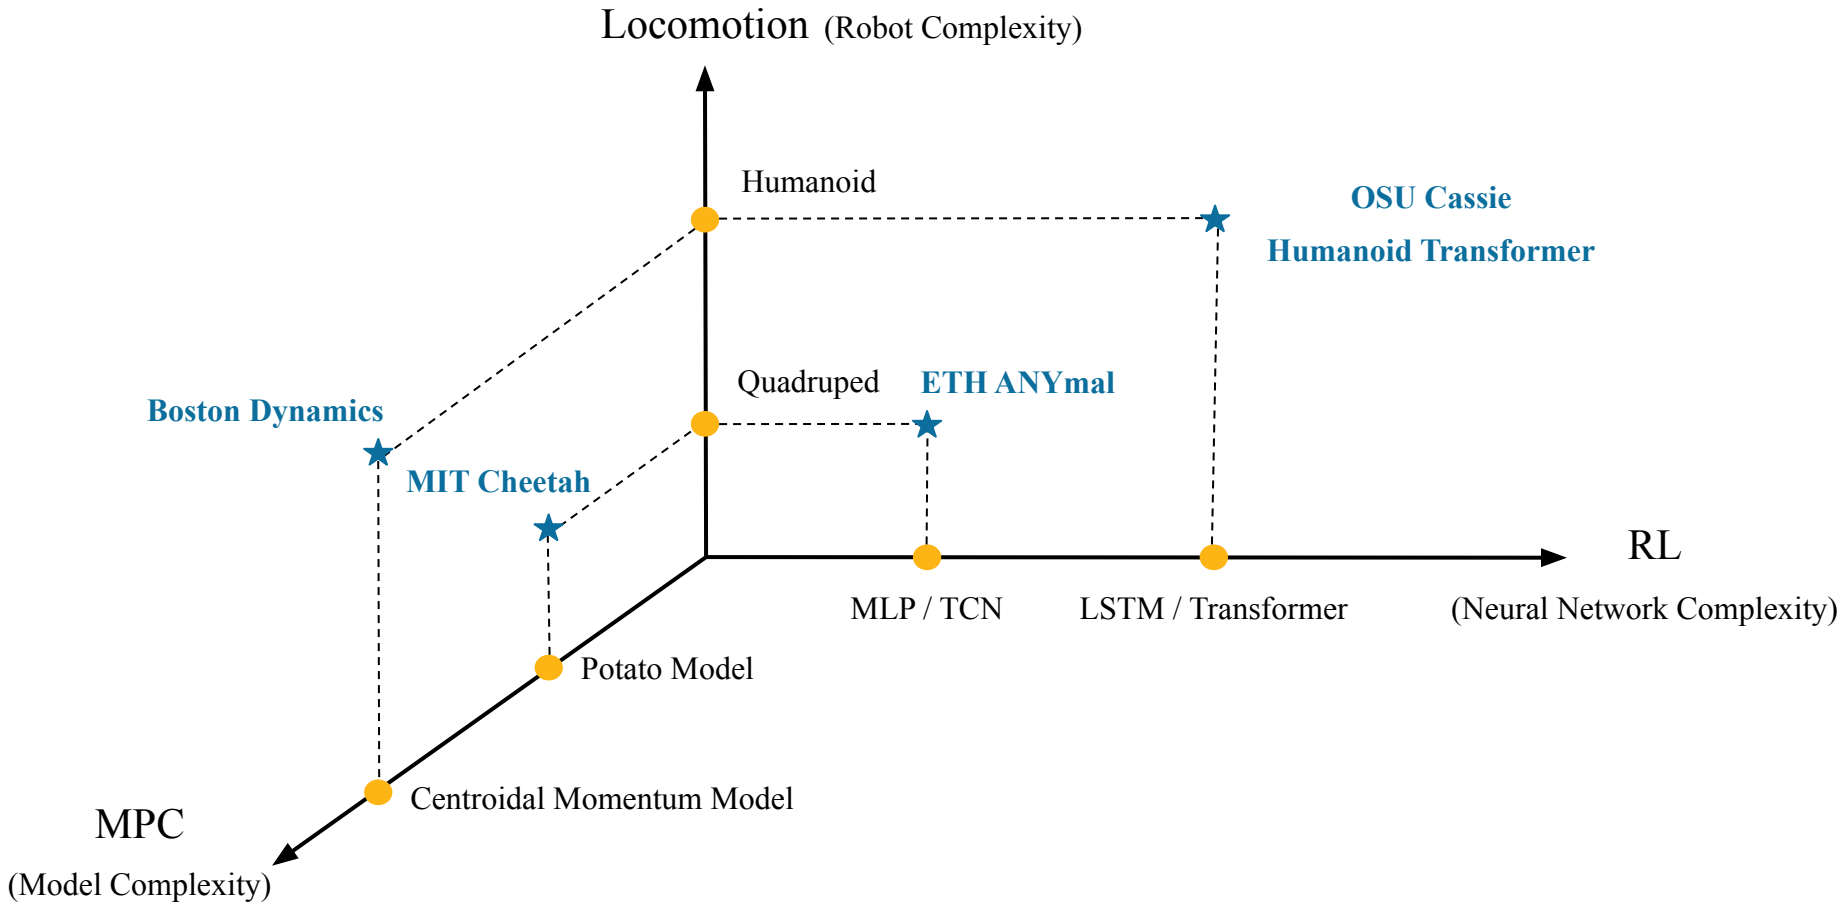 Locomotion (Robot Complexity)
Humanoid
OSU Cassie
Humanoid Transformer
Quadruped
ETH ANYmal
Boston Dynamics
MIT Cheetah
RL
MLP / TCN
LSTM / Transformer
(Neural Network Complexity)
Potato Model
Centroidal Momentum Model
MPC
(Model Complexity)